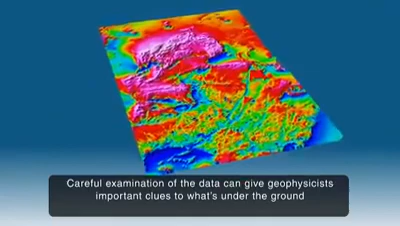 Careful examination of the data can give geophysicists
important clues to what's under the ground